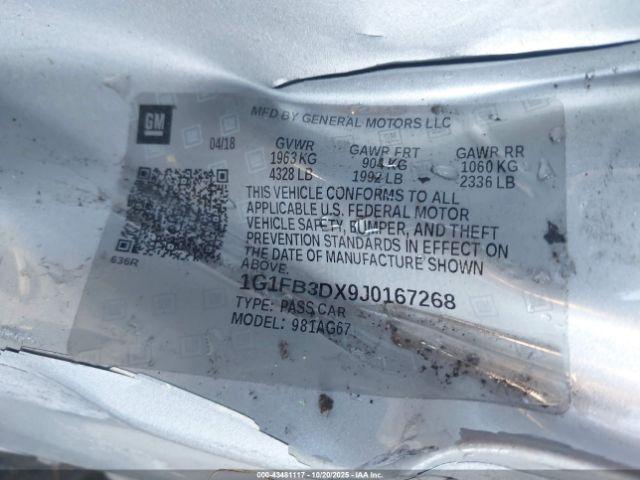 GM
MFD BY GENERAL MOTORS LLC
04/18
GVWR GAWR FRT GAWR RR
1963 KG 904 KG 1060 KG
4328 LB 1992 LB 2336 LB
THIS VEHICLE CONFORMS TO ALL
APPLICABLE U.S. FEDERAL MOTOR
VEHICLE SAFETY, BUMPER, AND THEFT
PREVENTION STANDARDS IN EFFECT ON
THE DATE OF MANUFACTURE SHOWN
ABOVE.
636R
1G1FB3DX9J0167268
TYPE: PASS CAR
MODEL: 981AG67
000-43481117 - 10/20/2025 - IAAI.COM